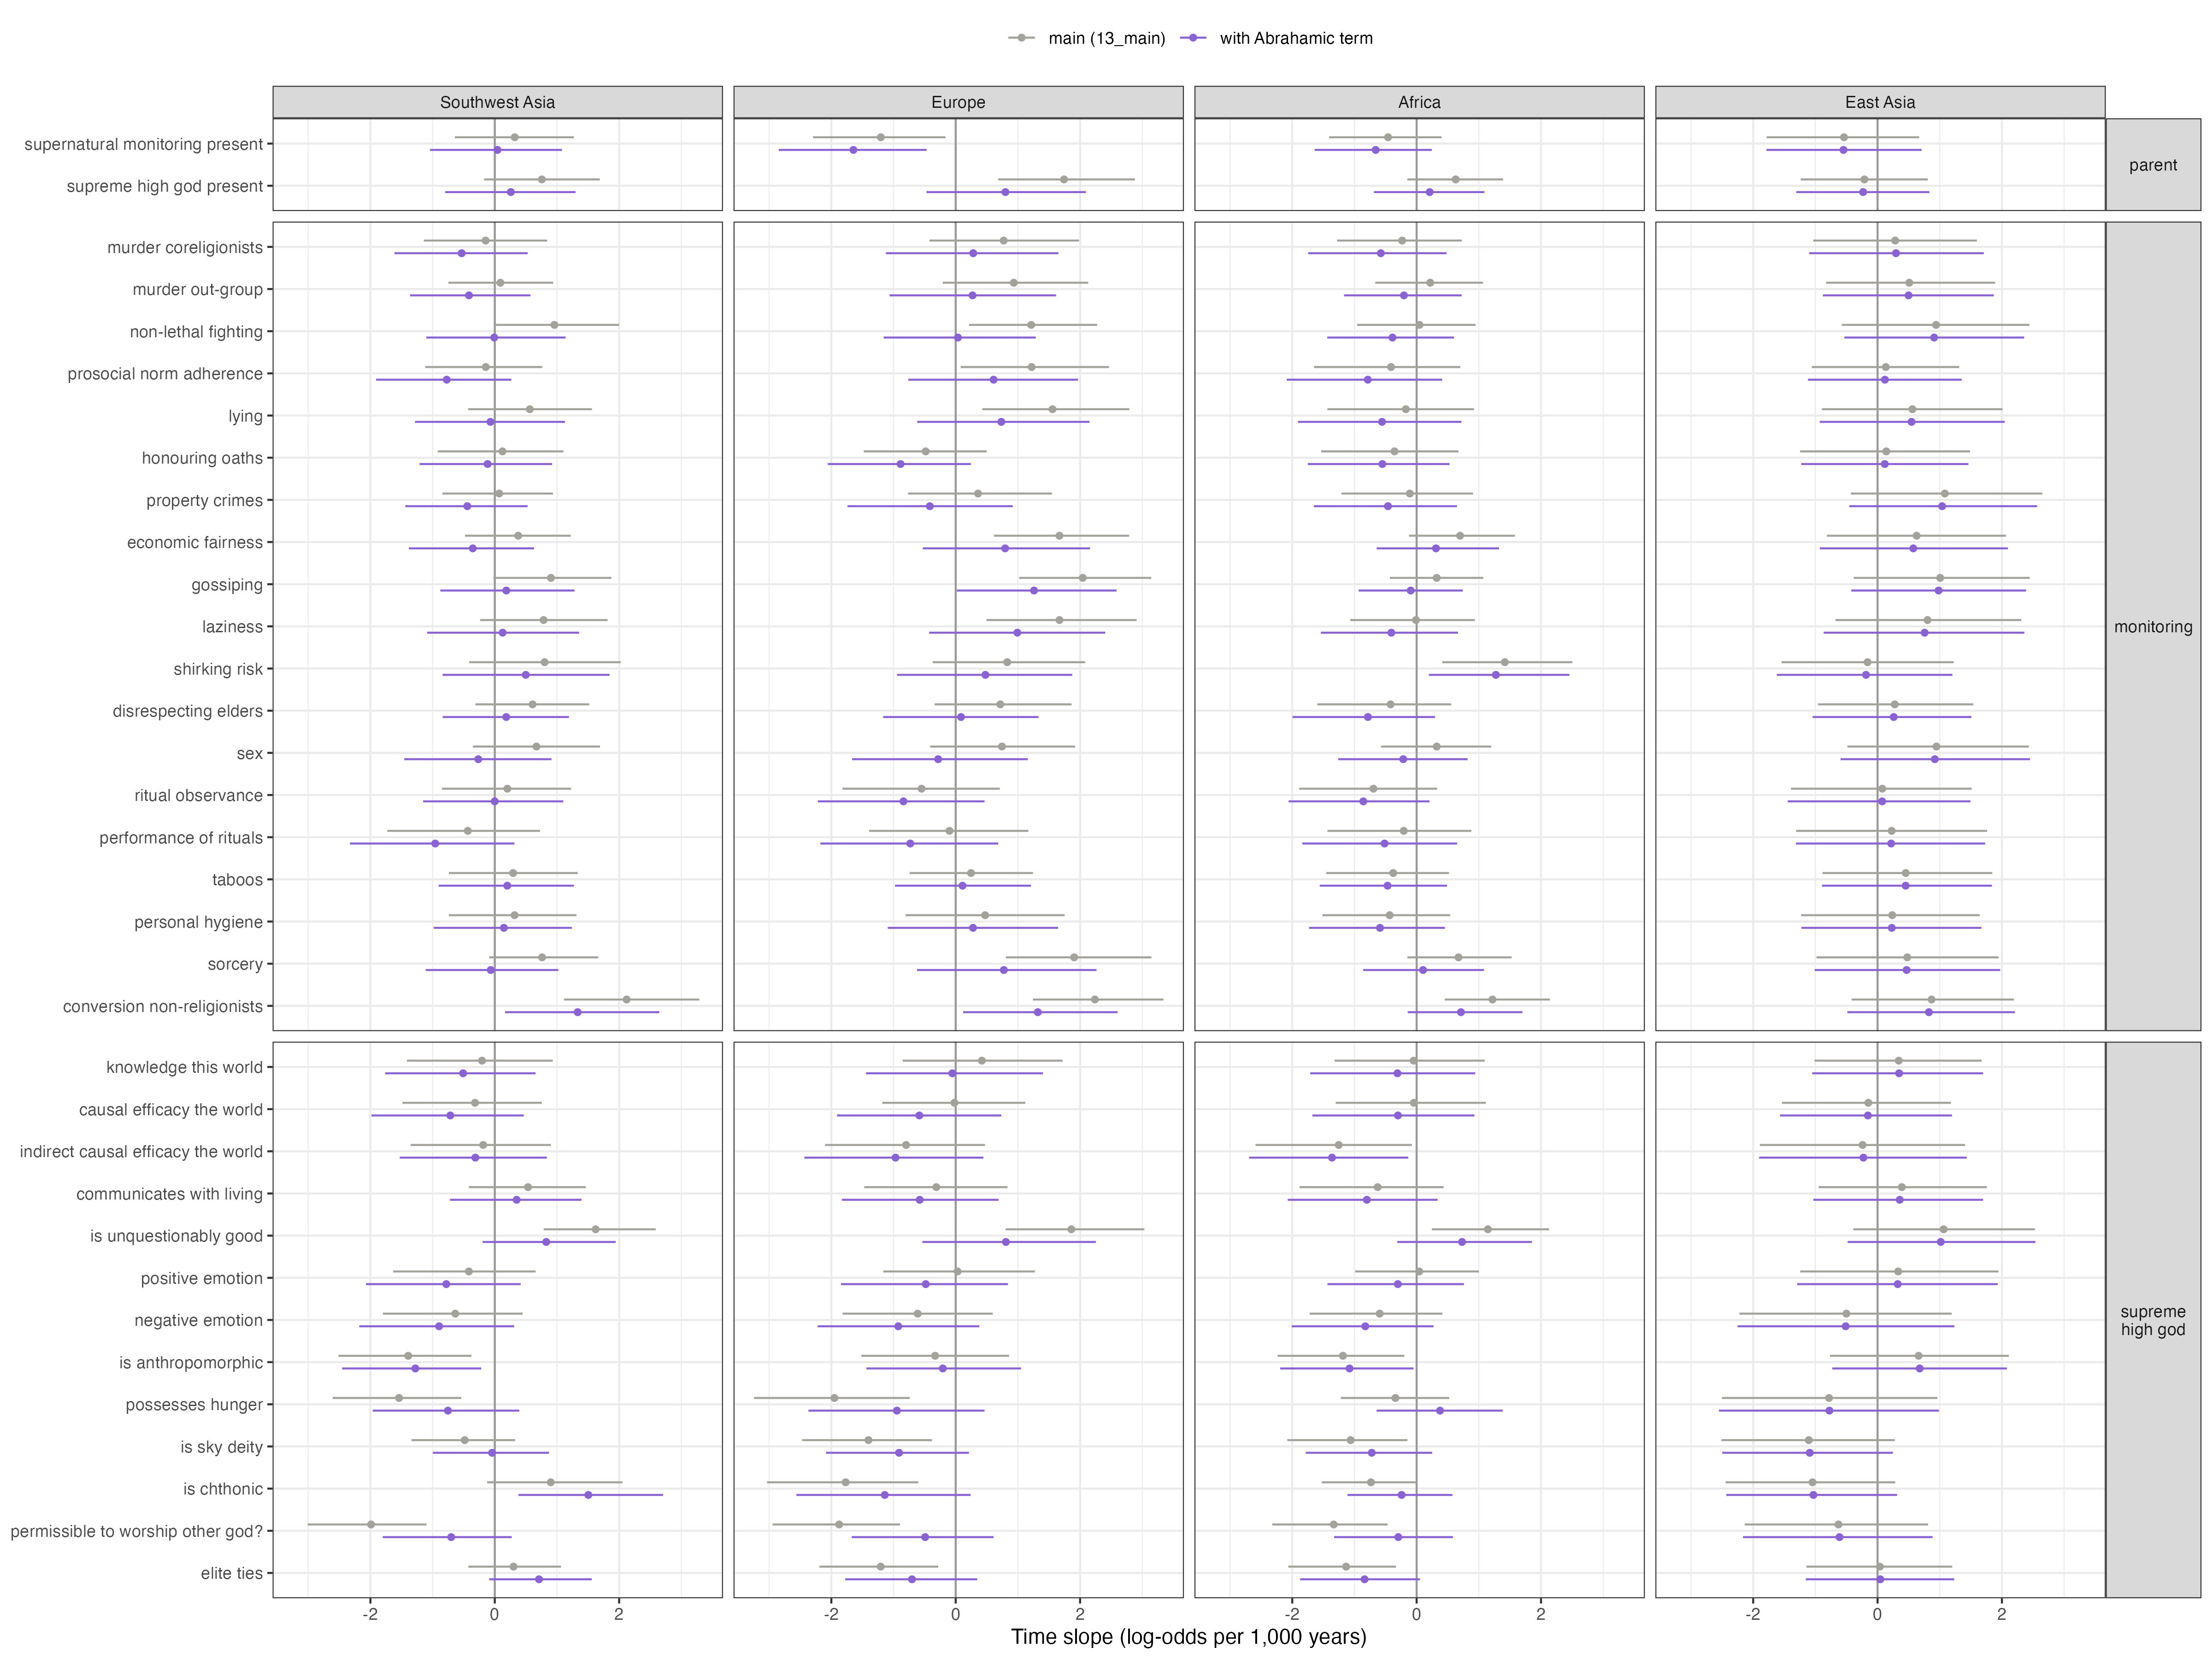 main (13_main) with Abrahamic term
Southwest Asia Europe Africa East Asia
supernatural monitoring present
supreme high god present
parent
murder coreligionists
murder out-group
non-lethal fighting
prosocial norm adherence
lying
honouring oaths
property crimes
economic fairness
gossiping
laziness
shirking risk
disrespecting elders
sex
ritual observance
performance of rituals
taboos
personal hygiene
sorcery
conversion non-religionists
monitoring
knowledge this world
causal efficacy the world
indirect causal efficacy the world
communicates with living
is unquestionably good
positive emotion
negative emotion
is anthropomorphic
possesses hunger
is sky deity
is chthonic
permissible to worship other god?
elite ties
supreme
high god
-2 0 2 -2 0 2 -2 0 2 -2 0 2
Time slope (log-odds per 1,000 years)